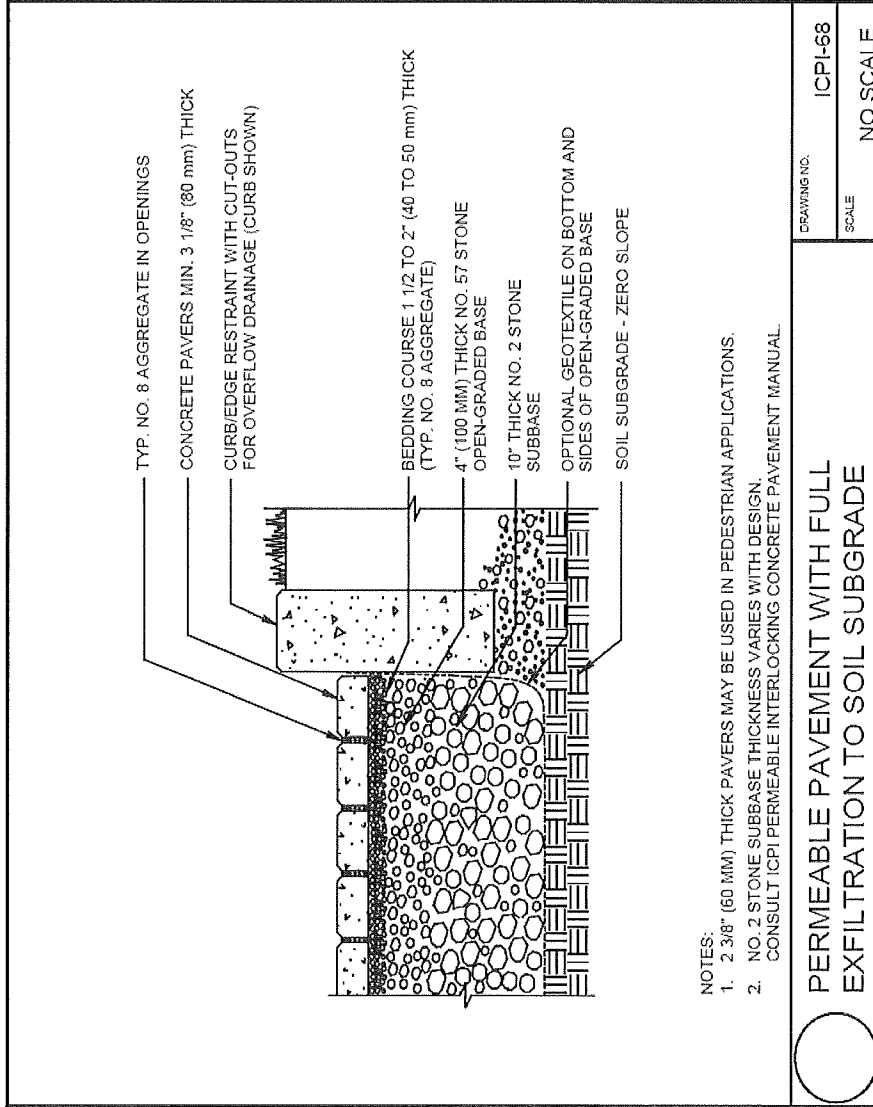 TYP. NO. 8 AGGREGATE IN OPENINGS
CONCRETE PAVERS MIN. 3 1/8" (80 mm) THICK
CURB/EDGE RESTRAINT WITH CUT-OUTS
FOR OVERFLOW DRAINAGE (CURB SHOWN)
BEDDING COURSE 1 1/2 TO 2" (40 TO 50 mm) THICK
(TYP. NO. 8 AGGREGATE)
4" (100 MM) THICK NO. 57 STONE
OPEN-GRADED BASE
10" THICK NO. 2 STONE
SUBBASE
OPTIONAL GEOTEXTILE ON BOTTOM AND
SIDES OF OPEN-GRADED BASE
SOIL SUBGRADE - ZERO SLOPE
NOTES:
1. 2 3/8" (60 MM) THICK PAVERS MAY BE USED IN PEDESTRIAN APPLICATIONS.
2. NO. 2 STONE SUBBASE THICKNESS VARIES WITH DESIGN.
CONSULT ICPI PERMEABLE INTERLOCKING CONCRETE PAVEMENT MANUAL.
PERMEABLE PAVEMENT WITH FULL
EXFILTRATION TO SOIL SUBGRADE
DRAWING NO.
ICPI-68
SCALE
NO SCALE